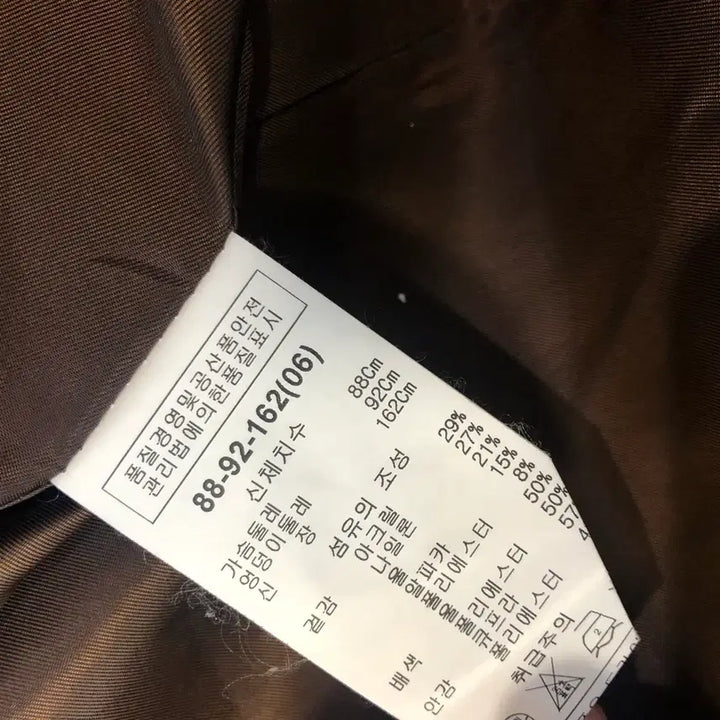 품질경영및공산품안전
관리법에의한품질표시
88-92-162(06)
신체치수
가슴둘레 88Cm
엉덩이둘레 92Cm
신장 162Cm
섬유의 조성
겉감 아크릴 29%
나일론 27%
울 21%
알파카 15%
폴리에스터 8%
배색 울 50%
폴리에스터 50%
안감 큐프라 57
폴리에스터 4
취급주의